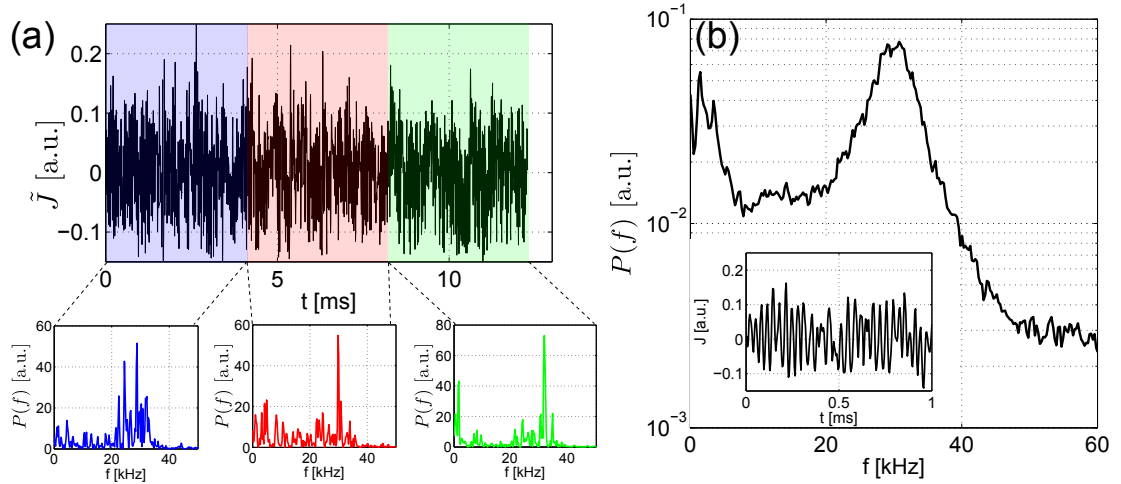 (a)
J̃ [a.u.]
0.2
0.1
0
−0.1
0 5 10
t [ms]
P(f) [a.u.]
60
40
20
0
0 20 40
f [kHz]
P(f) [a.u.]
60
40
20
0
0 20 40
f [kHz]
P(f) [a.u.]
80
60
40
20
0
0 20 40
f [kHz]
(b)
P(f) [a.u.]
10⁻¹
10⁻²
10⁻³
0 20 40 60
f [kHz]
J [a.u.]
0.2
0.1
0
−0.1
0 0.5 1
t [ms]